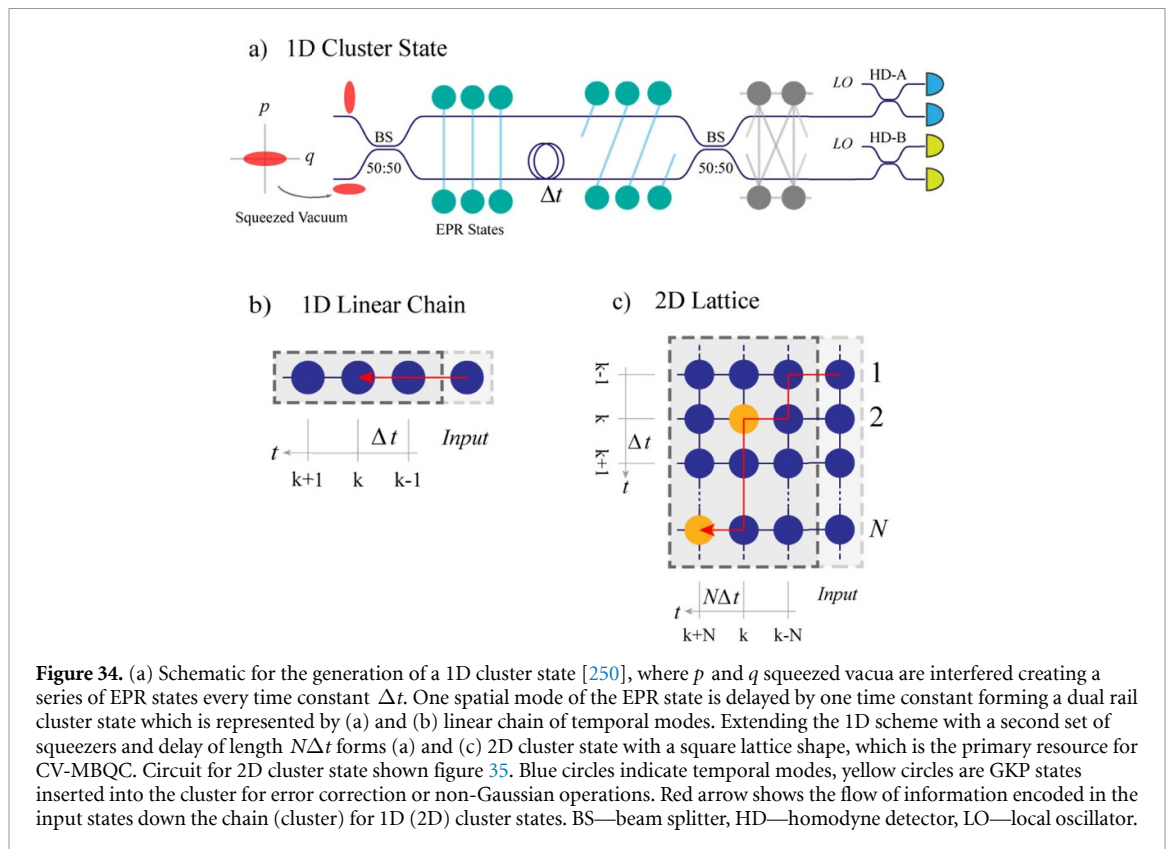 a) 1D Cluster State
p
q
Squeezed Vacuum
BS
50:50
EPR States
Δt
BS
50:50
LO
HD-A
LO
HD-B
b) 1D Linear Chain
Δt
Input
t
k+1 k k-1
c) 2D Lattice
k-1
k
k+1
Δt
t
1
2
N
NΔt
Input
t
k+N k k-N
Figure 34. (a) Schematic for the generation of a 1D cluster state [250], where p and q squeezed vacua are interfered creating a
series of EPR states every time constant Δt. One spatial mode of the EPR state is delayed by one time constant forming a dual rail
cluster state which is represented by (a) and (b) linear chain of temporal modes. Extending the 1D scheme with a second set of
squeezers and delay of length NΔt forms (a) and (c) 2D cluster state with a square lattice shape, which is the primary resource for
CV-MBQC. Circuit for 2D cluster state shown figure 35. Blue circles indicate temporal modes, yellow circles are GKP states
inserted into the cluster for error correction or non-Gaussian operations. Red arrow shows the flow of information encoded in the
input states down the chain (cluster) for 1D (2D) cluster states. BS—beam splitter, HD—homodyne detector, LO—local oscillator.